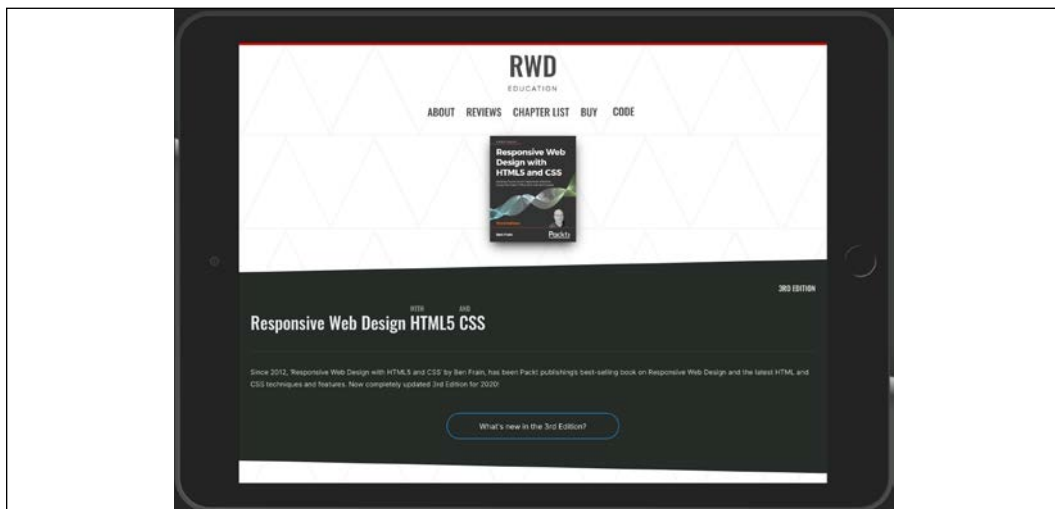 RWD
EDUCATION
ABOUT REVIEWS CHAPTER LIST BUY CODE
Responsive Web
Design with
HTML5 and CSS
Ben Frain
Packt
3RD EDITION
WITH AND
Responsive Web Design HTML5 CSS
Since 2012, 'Responsive Web Design with HTML5 and CSS' by Ben Frain, has been Packt publishing's best-selling book on Responsive Web Design and the latest HTML and
CSS techniques and features. Now completely updated 3rd Edition for 2020!
What's new in the 3rd Edition?